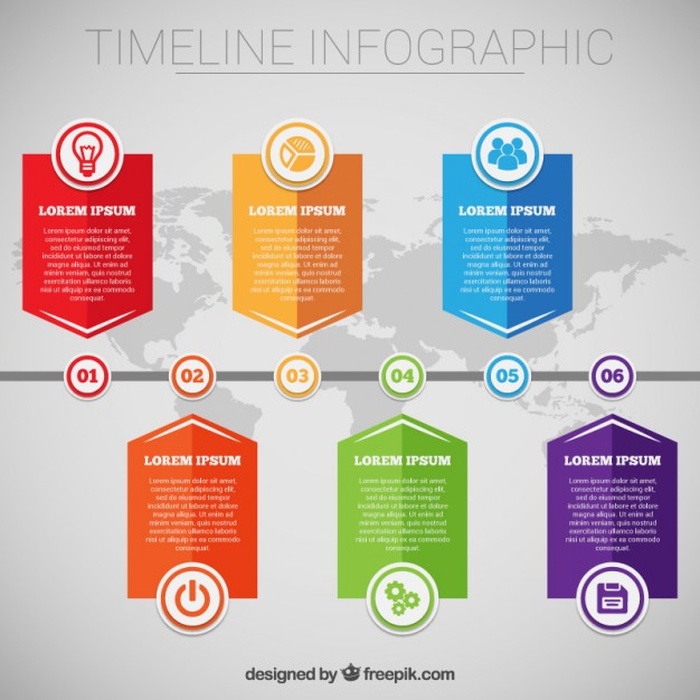 TIMELINE INFOGRAPHIC
LOREM IPSUM
Lorem ipsum dolor sit amet,
consectetur adipiscing elit,
sed do eiusmod tempor
incididunt ut labore et dolore
magna aliqua. Ut enim ad
minim veniam, quis nostrud
exercitation ullamco laboris
nisi ut aliquip ex ea commodo
consequat.
LOREM IPSUM
Lorem ipsum dolor sit amet,
consectetur adipiscing elit,
sed do eiusmod tempor
incididunt ut labore et dolore
magna aliqua. Ut enim ad
minim veniam, quis nostrud
exercitation ullamco laboris
nisi ut aliquip ex ea commodo
consequat.
LOREM IPSUM
Lorem ipsum dolor sit amet,
consectetur adipiscing elit,
sed do eiusmod tempor
incididunt ut labore et dolore
magna aliqua. Ut enim ad
minim veniam, quis nostrud
exercitation ullamco laboris
nisi ut aliquip ex ea commodo
consequat.
01 02 03 04 05 06
LOREM IPSUM
Lorem ipsum dolor sit amet,
consectetur adipiscing elit,
sed do eiusmod tempor
incididunt ut labore et dolore
magna aliqua. Ut enim ad
minim veniam, quis nostrud
exercitation ullamco laboris
nisi ut aliquip ex ea commodo
consequat.
LOREM IPSUM
Lorem ipsum dolor sit amet,
consectetur adipiscing elit,
sed do eiusmod tempor
incididunt ut labore et dolore
magna aliqua. Ut enim ad
minim veniam, quis nostrud
exercitation ullamco laboris
nisi ut aliquip ex ea commodo
consequat.
LOREM IPSUM
Lorem ipsum dolor sit amet,
consectetur adipiscing elit,
sed do eiusmod tempor
incididunt ut labore et dolore
magna aliqua. Ut enim ad
minim veniam, quis nostrud
exercitation ullamco laboris
nisi ut aliquip ex ea commodo
consequat.
designed by freepik.com